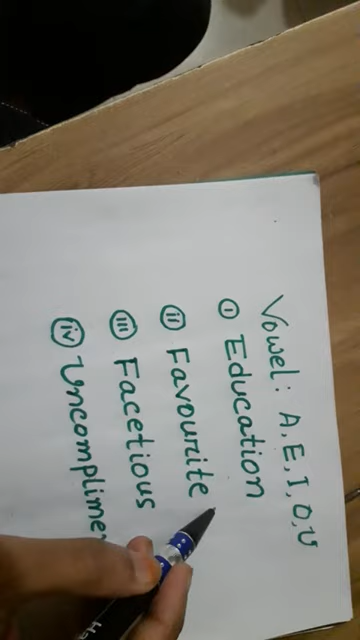 Vowel: A, E, I, O, U
(i) Education
(ii) Favourite
(iii) Facetious
(iv) Uncomplime